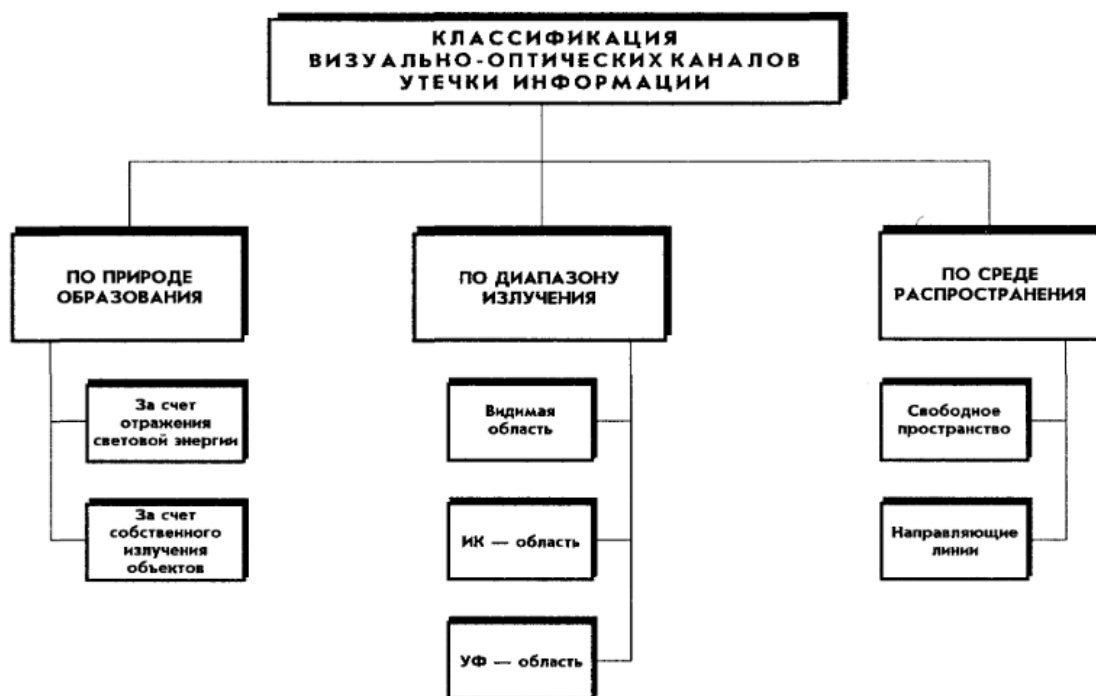 КЛАССИФИКАЦИЯ
ВИЗУАЛЬНО-ОПТИЧЕСКИХ КАНАЛОВ
УТЕЧКИ ИНФОРМАЦИИ
ПО ПРИРОДЕ
ОБРАЗОВАНИЯ
За счет
отражения
световой энергии
За счет
собственного
излучения
объектов
ПО ДИАПАЗОНУ
ИЗЛУЧЕНИЯ
Видимая
область
ИК — область
УФ — область
ПО СРЕДЕ
РАСПРОСТРАНЕНИЯ
Свободное
пространство
Направляющие
линии